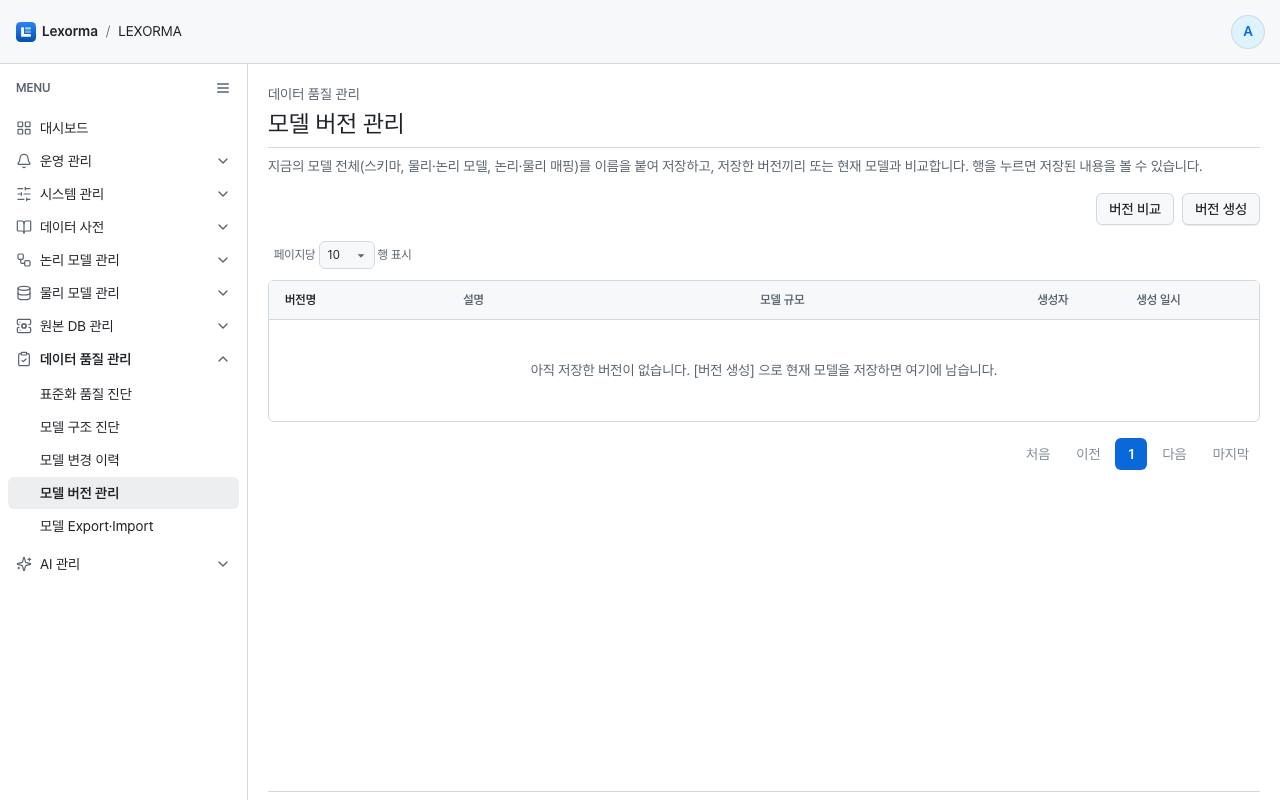 Lexorma / LEXORMA
A
MENU
대시보드
운영 관리
시스템 관리
데이터 사전
논리 모델 관리
물리 모델 관리
원본 DB 관리
데이터 품질 관리
표준화 품질 진단
모델 구조 진단
모델 변경 이력
모델 버전 관리
모델 Export·Import
AI 관리
데이터 품질 관리
모델 버전 관리
지금의 모델 전체(스키마, 물리·논리 모델, 논리·물리 매핑)를 이름을 붙여 저장하고, 저장한 버전끼리 또는 현재 모델과 비교합니다. 행을 누르면 저장된 내용을 볼 수 있습니다.
버전 비교 버전 생성
페이지당 10 행 표시
버전명 설명 모델 규모 생성자 생성 일시
아직 저장한 버전이 없습니다. [버전 생성] 으로 현재 모델을 저장하면 여기에 남습니다.
처음 이전 1 다음 마지막